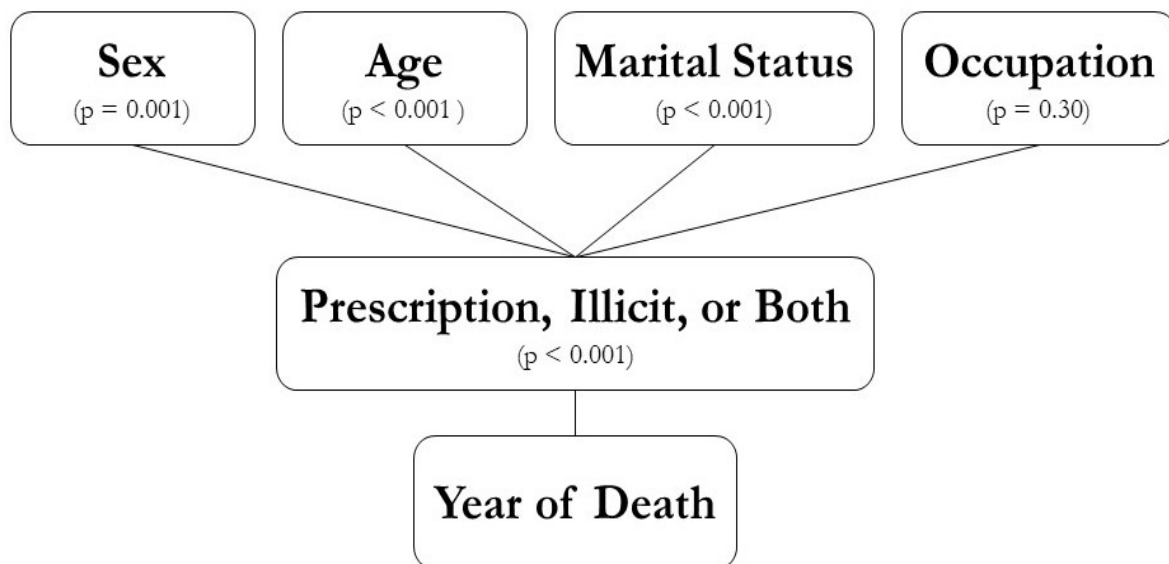 Sex
(p = 0.001)
Age
(p < 0.001 )
Marital Status
(p < 0.001)
Occupation
(p = 0.30)
Prescription, Illicit, or Both
(p < 0.001)
Year of Death